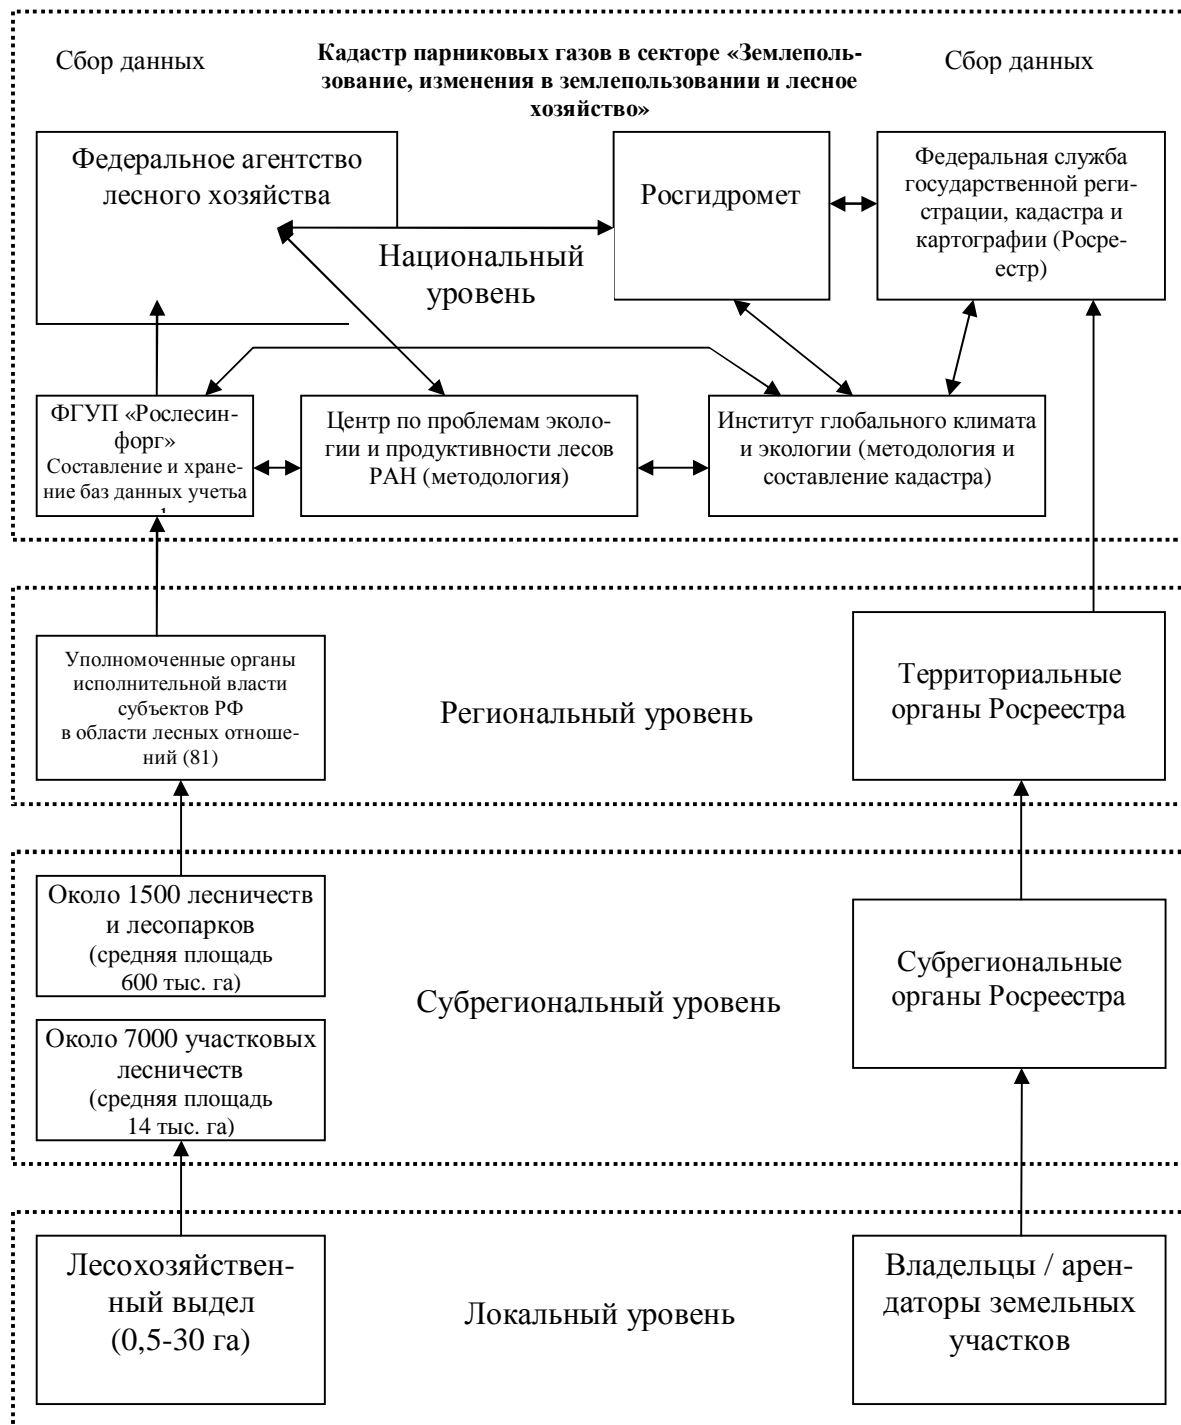 Сбор данных
Кадастр парниковых газов в секторе «Землеполь-
зование, изменения в землепользовании и лесное
хозяйство»
Сбор данных
Федеральное агентство
лесного хозяйства
Росгидромет
Федеральная служба
государственной реги-
страции, кадастра и
картографии (Росре-
естр)
Национальный
уровень
ФГУП «Рослесин-
форг»
Составление и хране-
ние баз данных учетьа
Центр по проблемам эколо-
гии и продуктивности лесов
РАН (методология)
Институт глобального климата
и экологии (методология и
составление кадастра)
Уполномоченные органы
исполнительной власти
субъектов РФ
в области лесных отноше-
ний (81)
Региональный уровень
Территориальные
органы Росреестра
Около 1500 лесничеств
и лесопарков
(средняя площадь
600 тыс. га)
Субрегиональный уровень
Субрегиональные
органы Росреестра
Около 7000 участковых
лесничеств
(средняя площадь
14 тыс. га)
Лесохозяйствен-
ный выдел
(0,5-30 га)
Локальный уровень
Владельцы / арен-
даторы земельных
участков